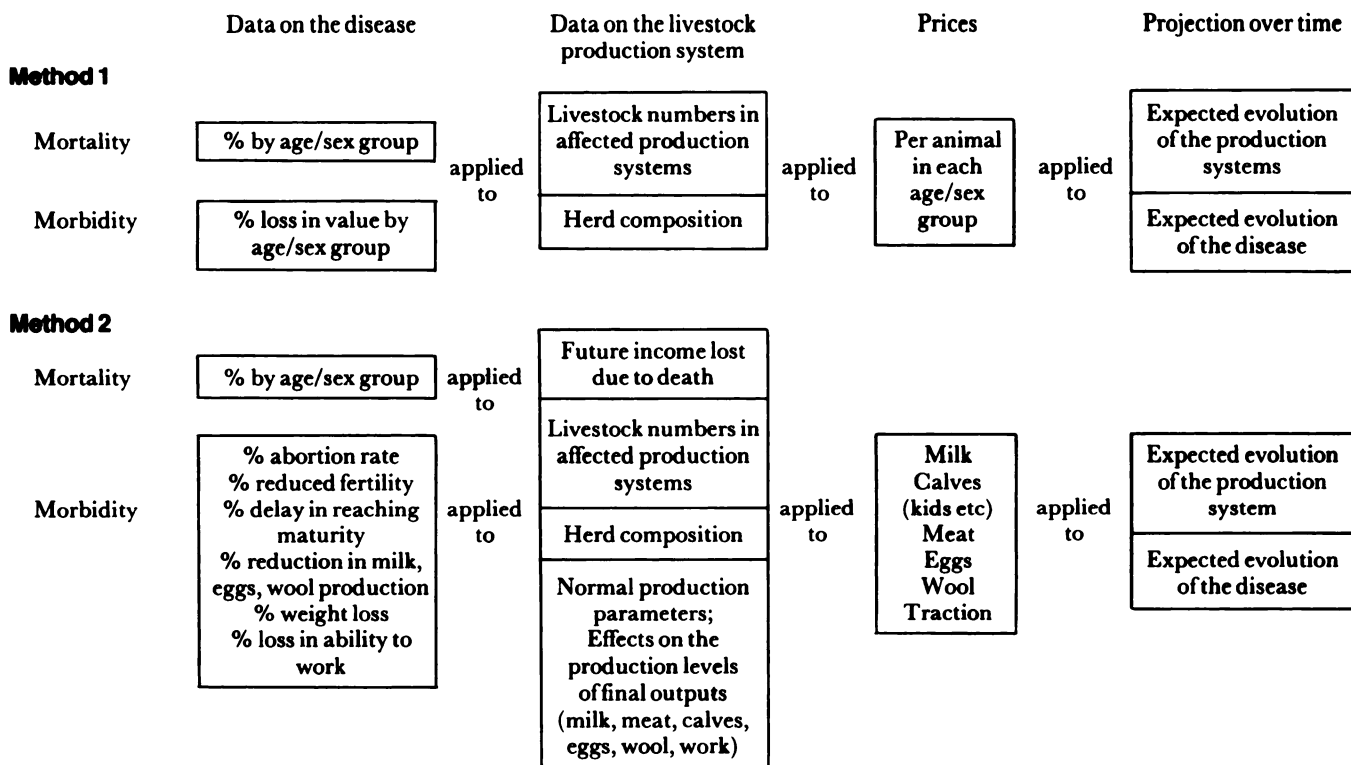 Data on the disease
Data on the livestock
production system
Prices
Projection over time
Method 1
Mortality
% by age/sex group
Morbidity
% loss in value by
age/sex group
applied
to
Livestock numbers in
affected production
systems
Herd composition
applied
to
Per animal
in each
age/sex
group
applied
to
Expected evolution
of the production
systems
Expected evolution
of the disease
Method 2
Mortality
% by age/sex group
applied
to
Morbidity
% abortion rate
% reduced fertility
% delay in reaching
maturity
% reduction in milk,
eggs, wool production
% weight loss
% loss in ability to
work
applied
to
Future income lost
due to death
Livestock numbers in
affected production
systems
Herd composition
Normal production
parameters;
Effects on the
production levels
of final outputs
(milk, meat, calves,
eggs, wool, work)
applied
to
Milk
Calves
(kids etc)
Meat
Eggs
Wool
Traction
applied
to
Expected evolution
of the production
system
Expected evolution
of the disease